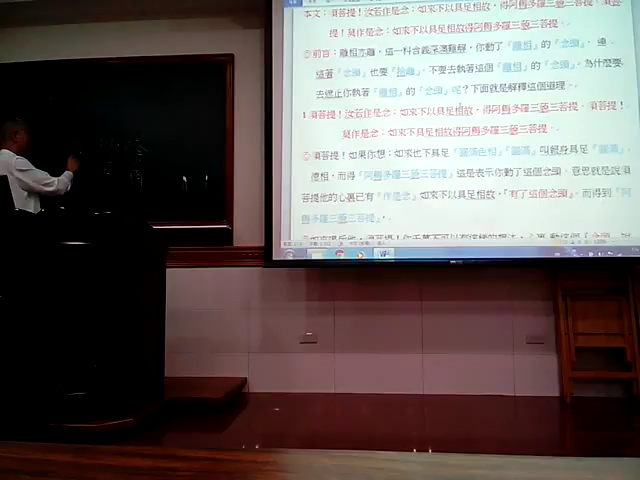 本文：須菩提！汝若作是念：如來不以具足相故，得阿耨多羅三藐三菩提。須菩
提！莫作是念：如來不以具足相故得阿耨多羅三藐三菩提。
前言：離相亦離，這一科含義深邃難解，你動了『離相』的『念頭』，連
這著『念頭』也要『捨離』，不要去執著這個『離相』的『念頭』。為什麼要
去遮止你執著『離相』的『念頭』呢？下面就是解釋這個道理。
1 須菩提！汝若作是念：如來不以具足相故，得阿耨多羅三藐三菩提。須菩提！
莫作是念：如來不以具足相故得阿耨多羅三藐三菩提。
須菩提！如果你想：如來也不具足『圓滿色相』『圓滿』叫報身具足『圓滿』
德相，而得『阿耨多羅三藐三菩提』這是表示你動了這個念頭。意思就是說須
菩提他的心裏已有『作是念』如來不以具足相故，『有了這個念頭』而得到『阿
耨多羅三藐三菩提』。